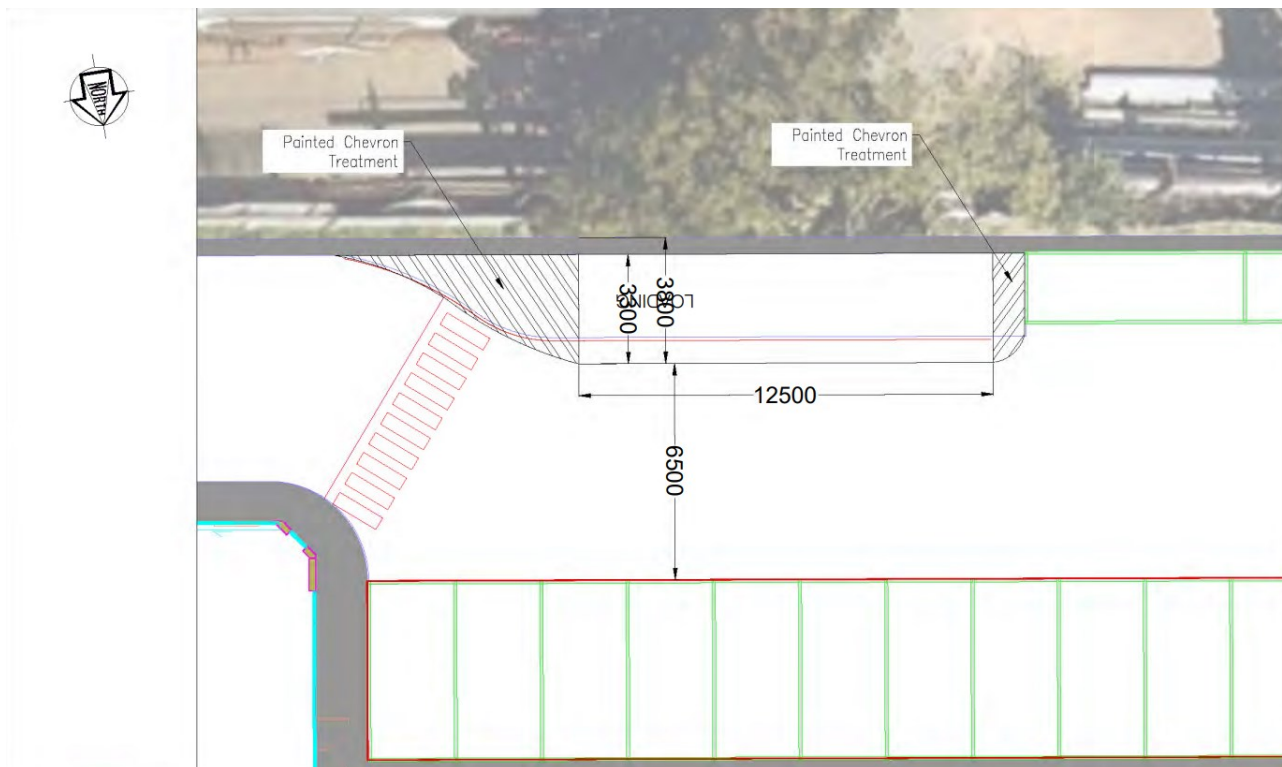 NORTH
Painted Chevron
Treatment
Painted Chevron
Treatment
3300
3800
LOADING
12500
6500